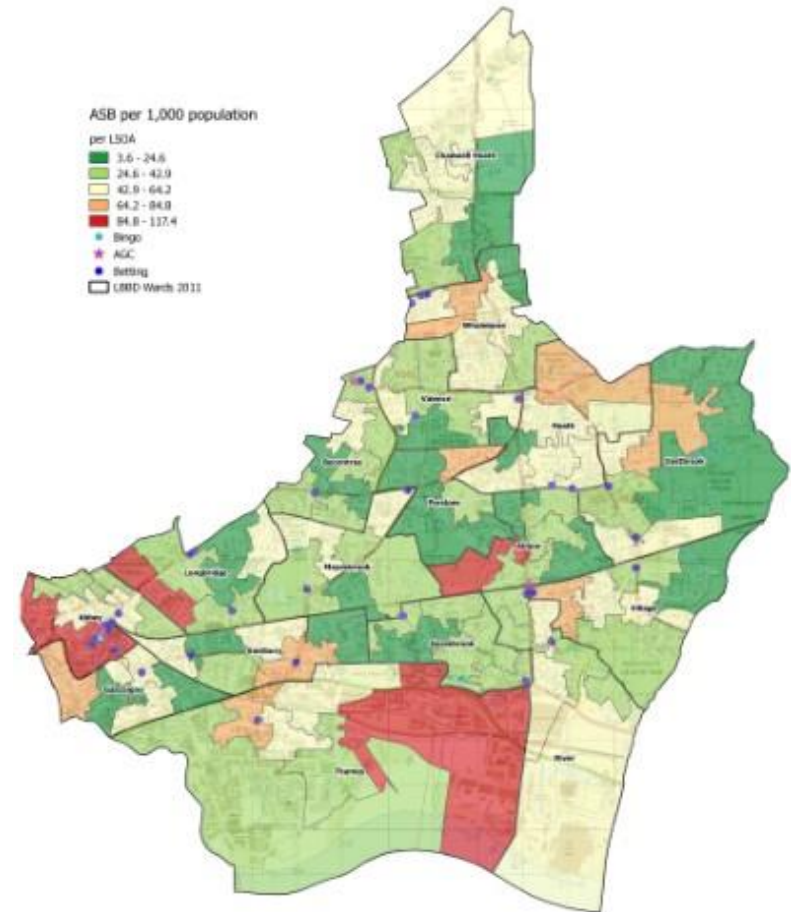 ASB per 1,000 population
per LSOA
3.6 - 24.6
24.6 - 42.9
42.9 - 64.2
64.2 - 84.8
84.8 - 117.4
Bingo
AGC
Betting
LBBD Wards 2011
Chadwell Heath
Whalebone
Valence
Heath
Eastbrook
Becontree
Parsloes
Alibon
Longbridge
Mayesbrook
Abbey
Village
Goresbrook
Eastbury
Gascoigne
River
Thames